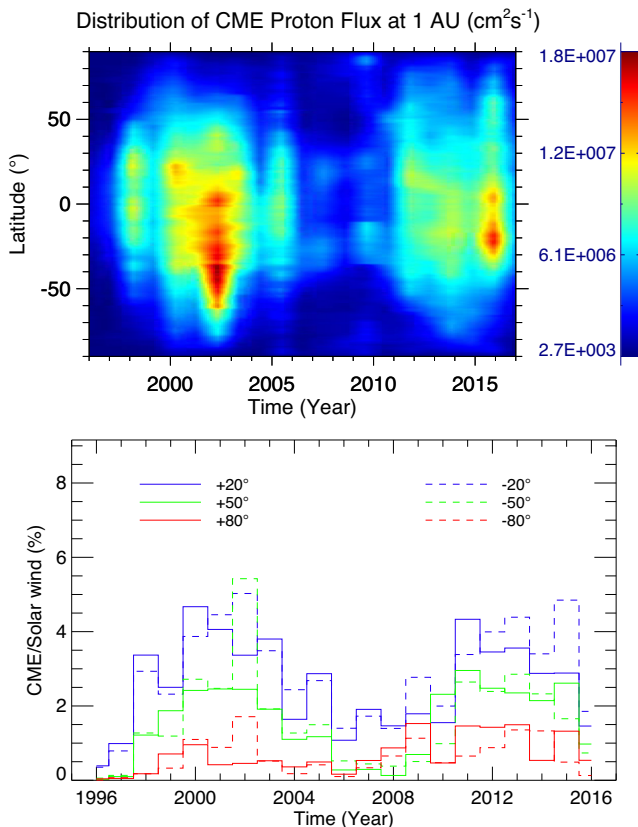 Distribution of CME Proton Flux at 1 AU (cm²s⁻¹)
1.8E+007
1.2E+007
6.1E+006
2.7E+003
50
0
-50
Latitude (°)
2000 2005 2010 2015
Time (Year)
8
6
4
2
0
CME/Solar wind (%)
+20° -20°
+50° -50°
+80° -80°
1996 2000 2004 2008 2012 2016
Time (Year)